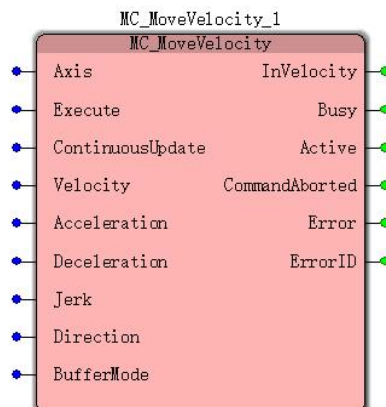 MC_MoveVelocity_1
MC_MoveVelocity
Axis InVelocity
Execute Busy
ContinuousUpdate Active
Velocity CommandAborted
Acceleration Error
Deceleration ErrorID
Jerk
Direction
BufferMode